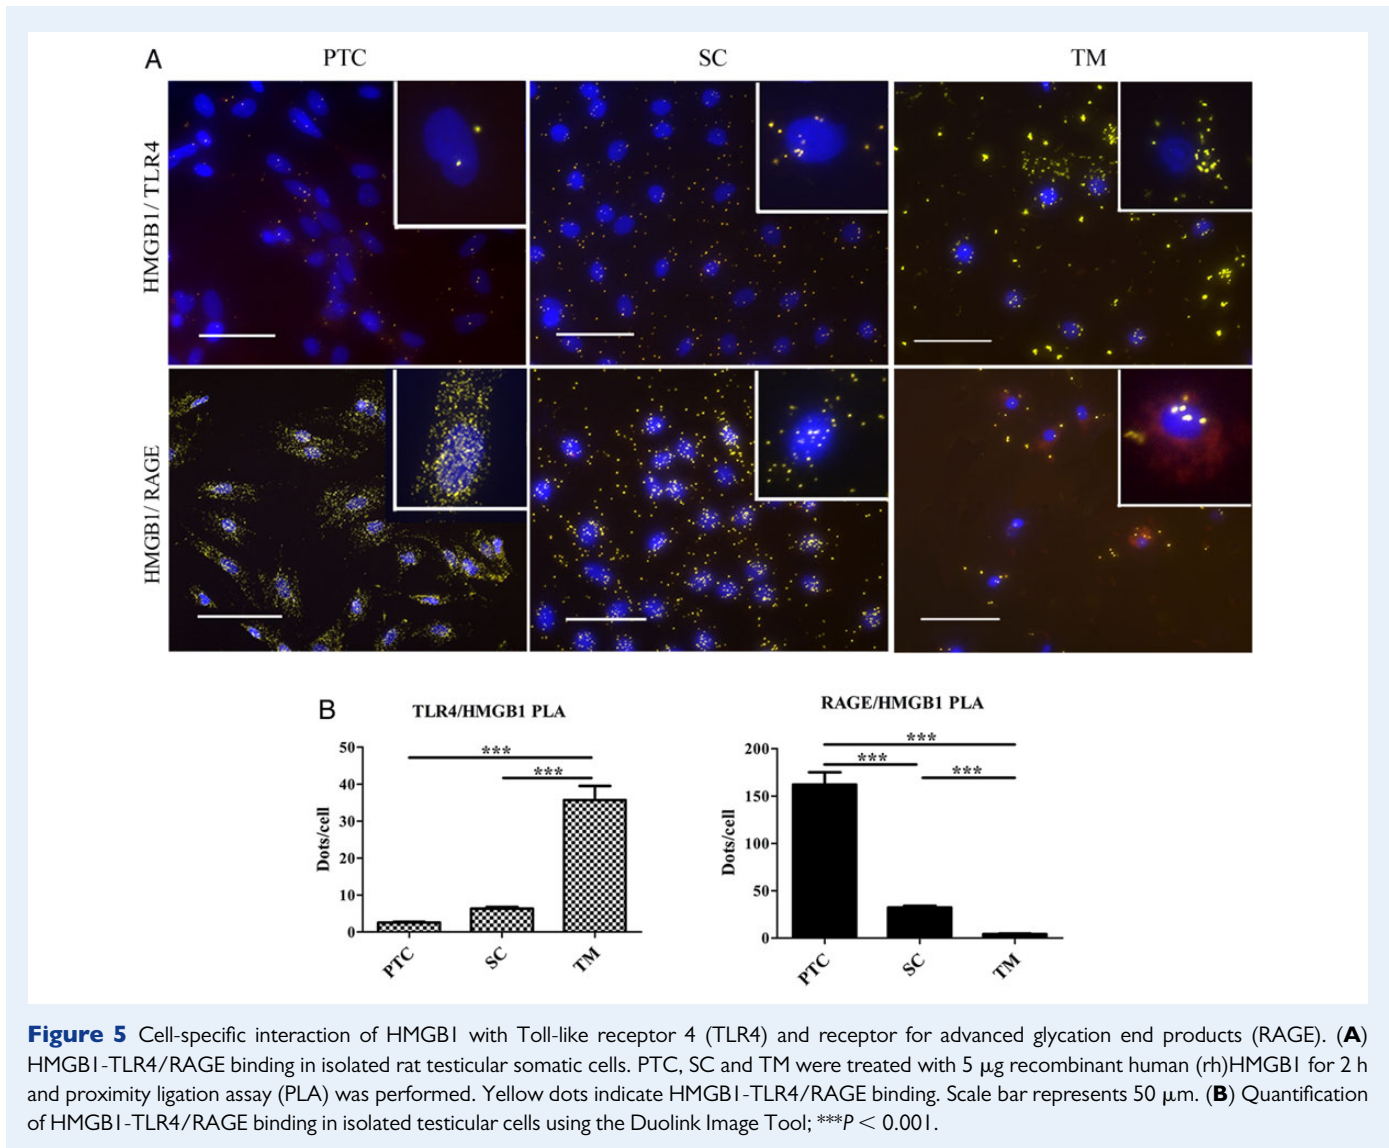 A
PTC SC TM
HMGB1/ TLR4
HMGB1/ RAGE
B
TLR4/HMGB1 PLA
***
***
50
40
30
20
10
0
Dots/cell
PTC SC TM
RAGE/HMGB1 PLA
***
***
***
200
150
100
50
0
Dots/cell
PTC SC TM
Figure 5 Cell-specific interaction of HMGB1 with Toll-like receptor 4 (TLR4) and receptor for advanced glycation end products (RAGE). (A)
HMGB1-TLR4/RAGE binding in isolated rat testicular somatic cells. PTC, SC and TM were treated with 5 μg recombinant human (rh)HMGB1 for 2 h
and proximity ligation assay (PLA) was performed. Yellow dots indicate HMGB1-TLR4/RAGE binding. Scale bar represents 50 μm. (B) Quantification
of HMGB1-TLR4/RAGE binding in isolated testicular cells using the Duolink Image Tool; ***P < 0.001.